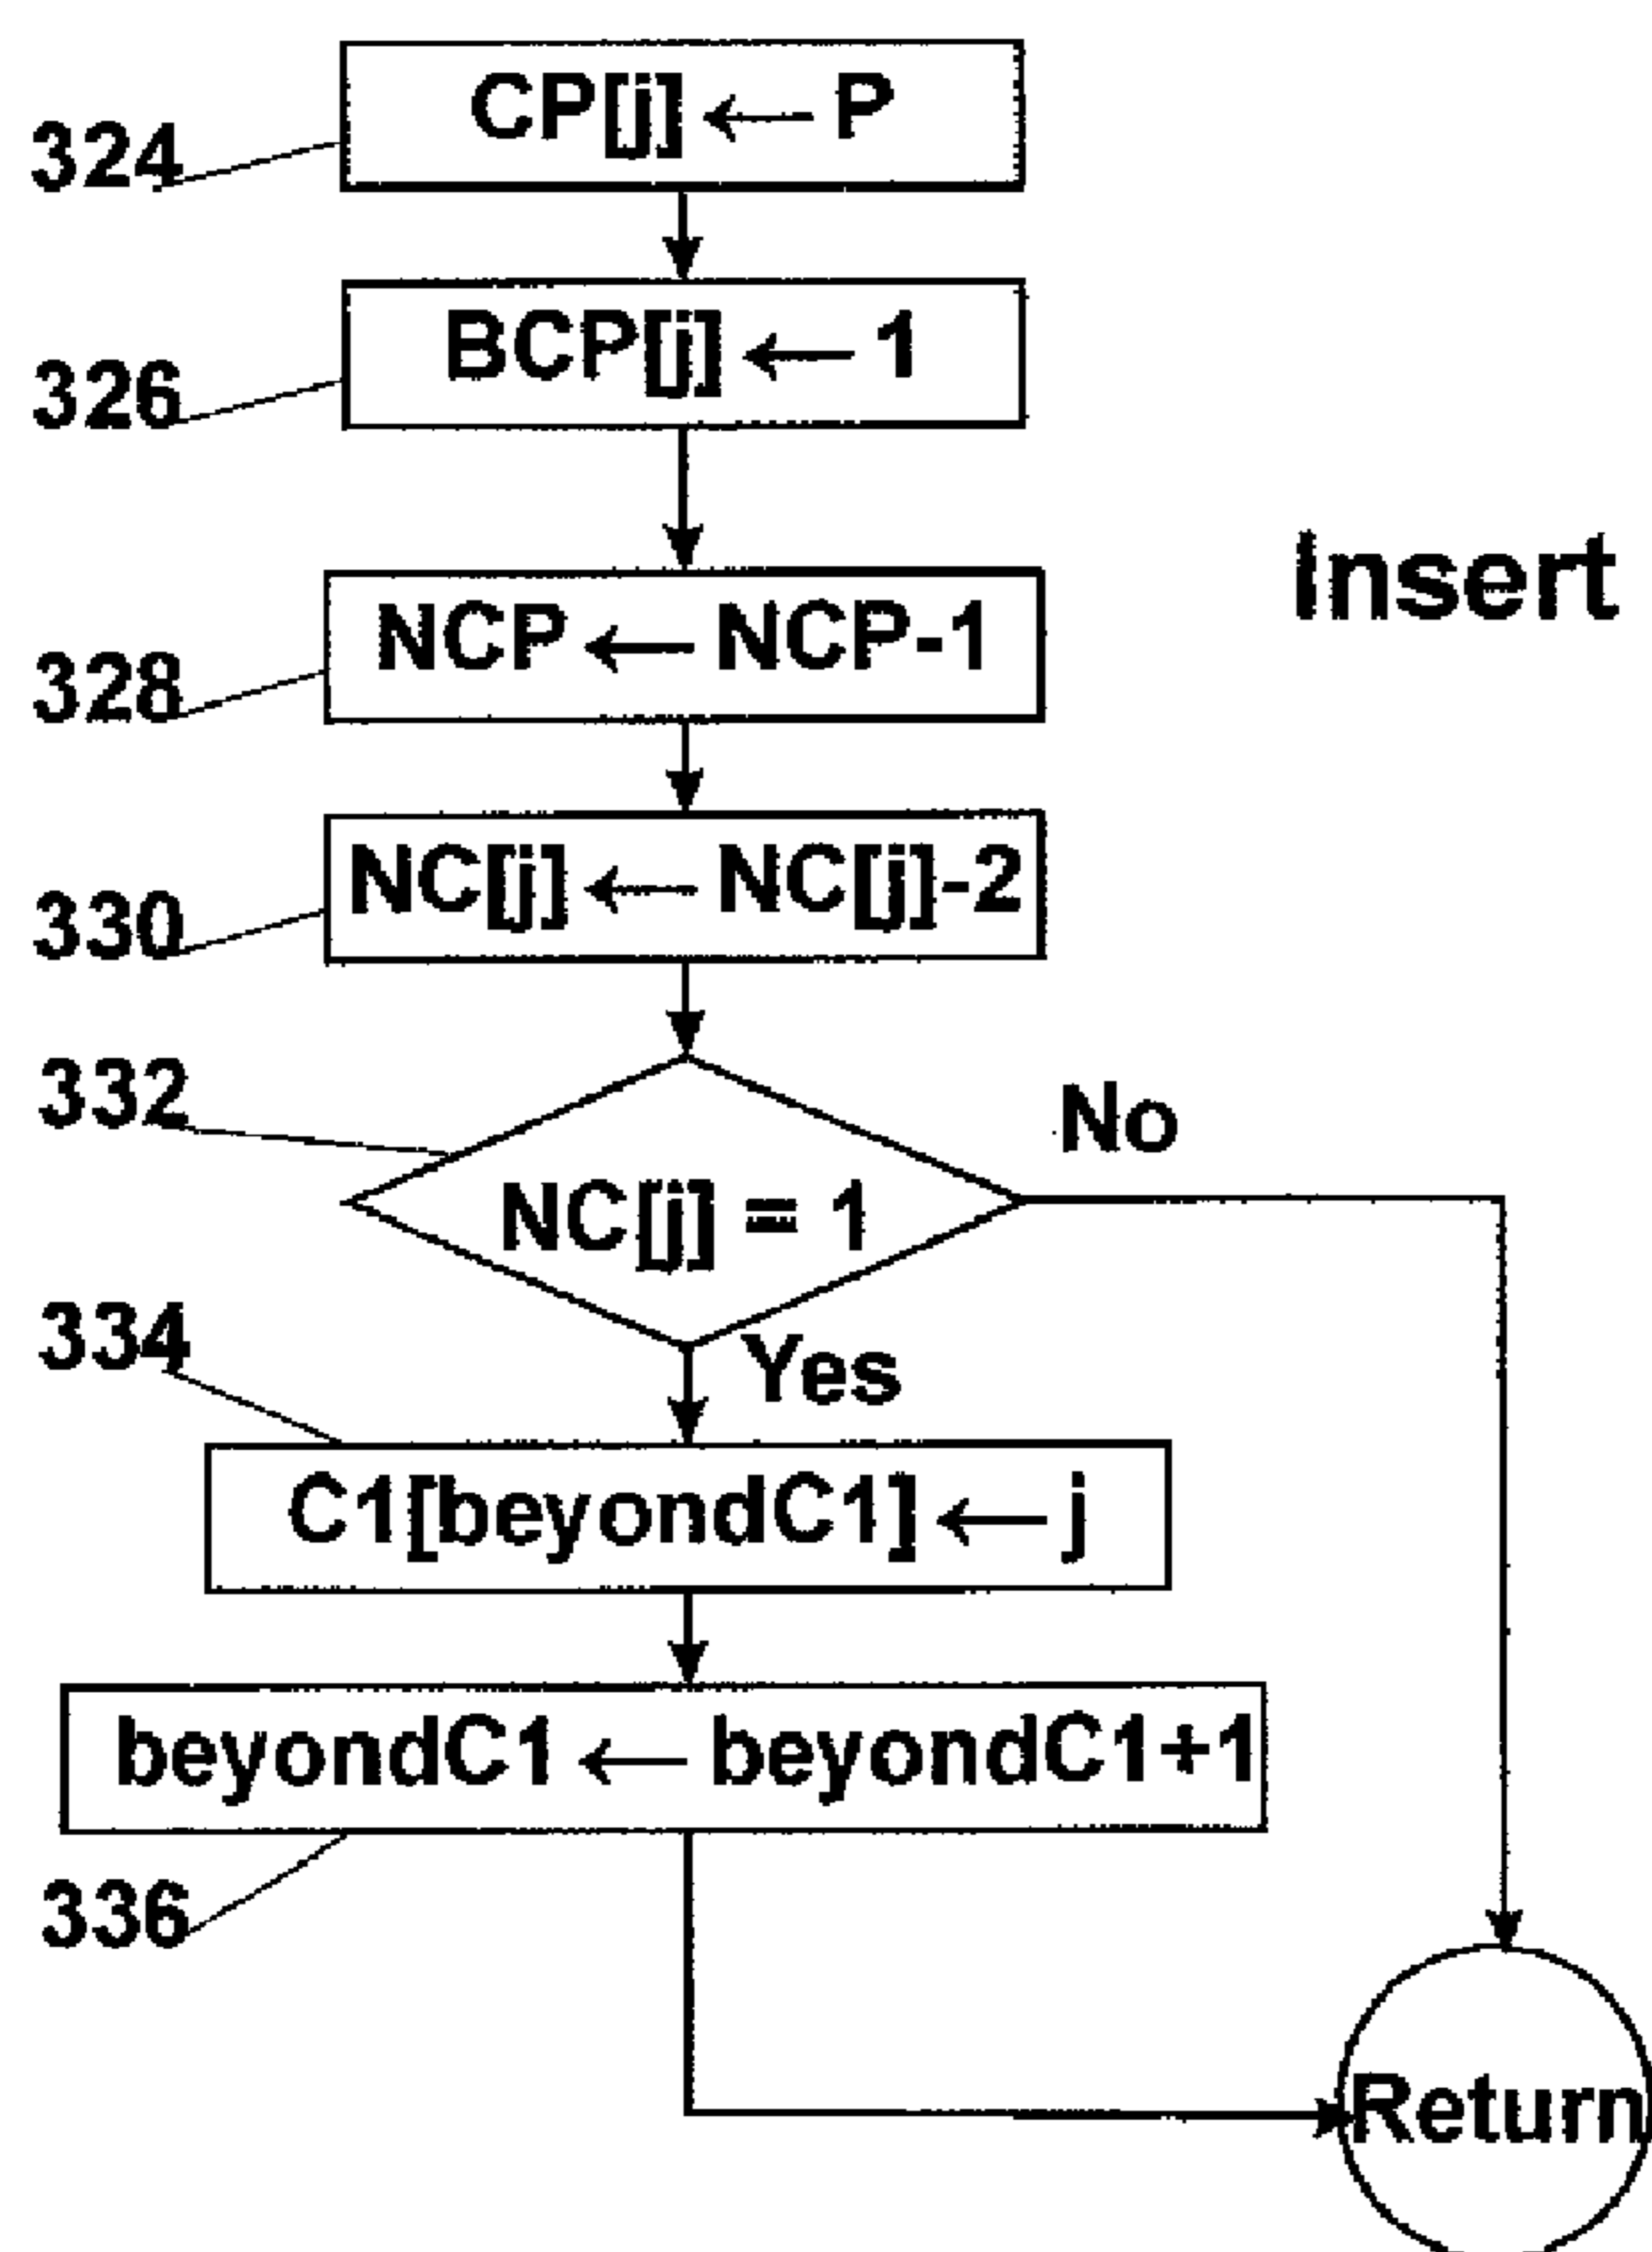 CP[j] ← P
324
BCP[j] ← 1
326
Insert
NCP ← NCP-1
328
NC[j] ← NC[j]-2
330
332
No
NC[j] = 1
334
Yes
C1[beyondC1] ← j
beyondC1 ← beyondC1+1
336
Return